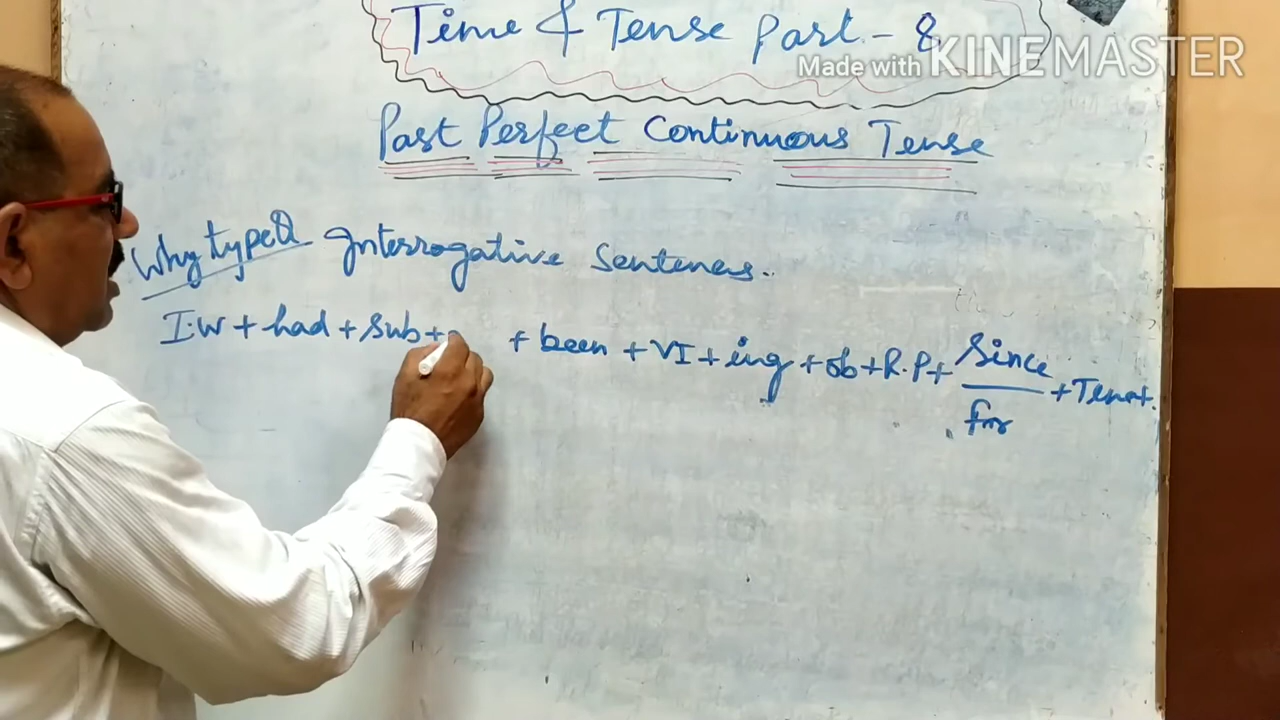 Time & Tense Part - 8
Made with KINEMASTER
Past Perfect Continuous Tense
Why type Interrogative Sentences.
I.W + had + Sub + + been + VI + ing + ob + R.P + Since
for